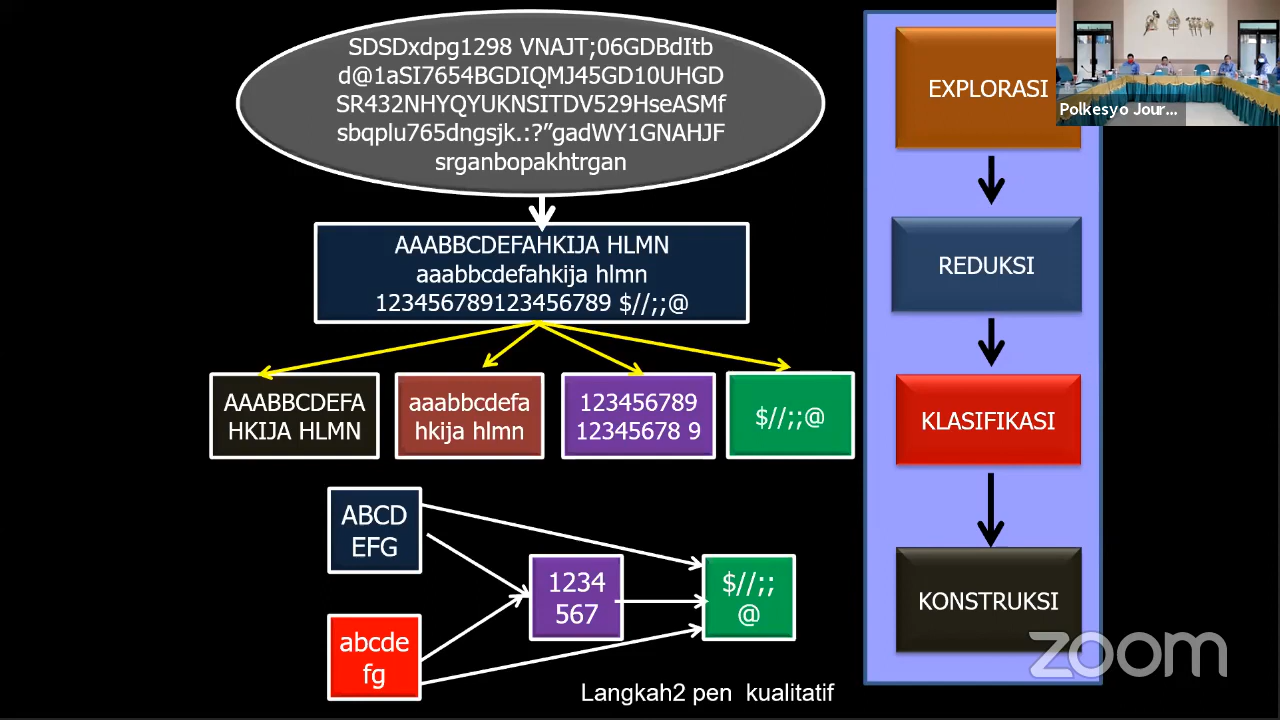 SDSDxdpg1298 VNAJT;06GDBdItb
d@1aSI7654BGDIQMJ45GD10UHGD
SR432NHYQYUKNSITDV529HseASMf
sbqplu765dngsjk.:?”gadWY1GNAHJF
srganbopakhtrgan
AAABBCDEFAHKIJA HLMN
aaabbcdefahkija hlmn
123456789123456789 $//;;@
AAABBCDEFA
HKIJA HLMN
aaabbcdefa
hkija hlmn
123456789
12345678 9
$//;;@
ABCD
EFG
abcde
fg
1234
567
$//;;
@
Langkah2 pen  kualitatif
EXPLORASI
REDUKSI
KLASIFIKASI
KONSTRUKSI
Polkesyo Jour...
zoom